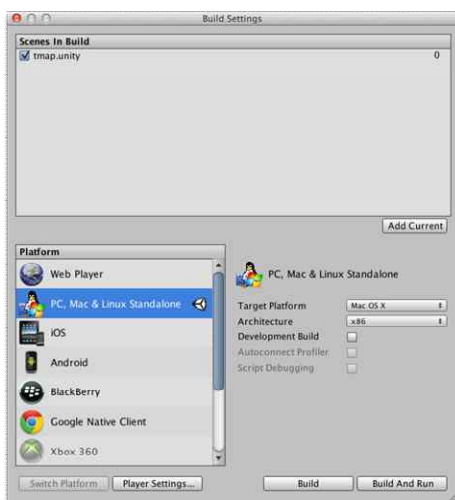 Build Settings
Scenes In Build
tmap.unity 0
Add Current
Platform
Web Player
PC, Mac & Linux Standalone
iOS
Android
BlackBerry
Google Native Client
Xbox 360
PC, Mac & Linux Standalone
Target Platform Mac OS X
Architecture x86
Development Build
Autoconnect Profiler
Script Debugging
Switch Platform Player Settings... Build Build And Run